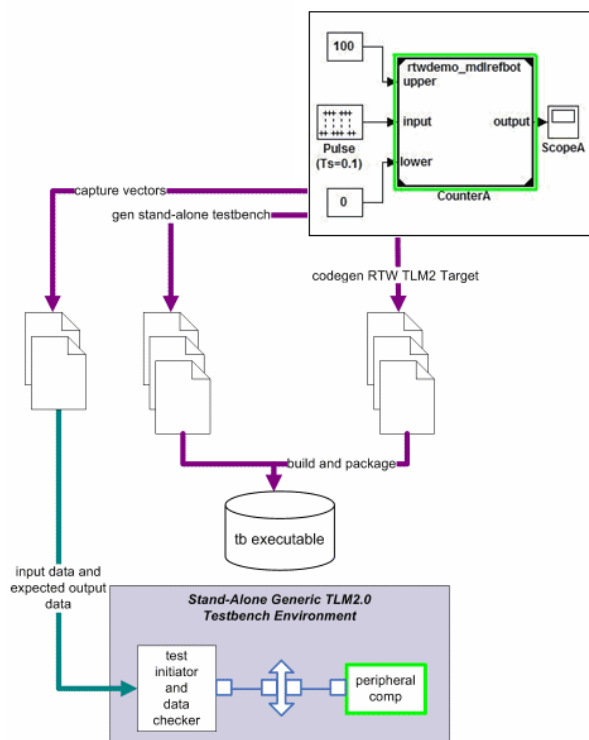 100
rtwdemo_mdlrefbot
upper
input
output
Pulse
(Ts=0.1)
lower
ScopeA
0
CounterA
capture vectors
gen stand-alone testbench
codegen RTW TLM2 Target
build and package
tb executable
input data and
expected output
data
Stand-Alone Generic TLM2.0
Testbench Environment
test
initiator
and data
checker
peripheral
comp